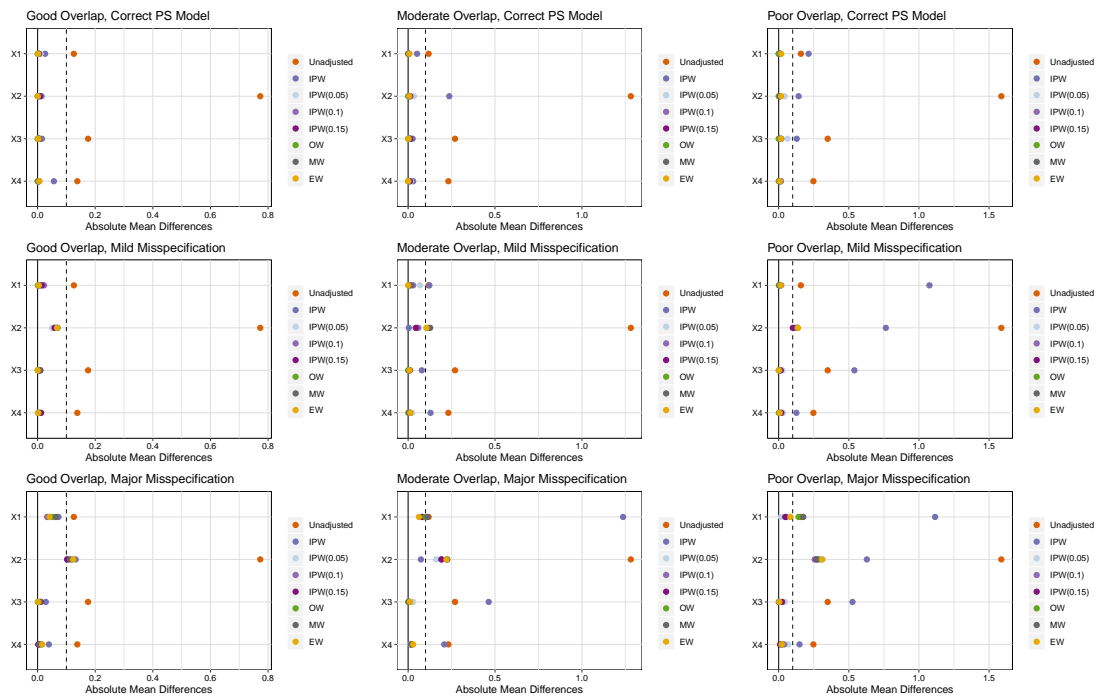 Good Overlap, Correct PS Model
X1
X2
X3
X4
0.0 0.2 0.4 0.6 0.8
Absolute Mean Differences
Unadjusted
IPW
IPW(0.05)
IPW(0.1)
IPW(0.15)
OW
MW
EW
Moderate Overlap, Correct PS Model
X1
X2
X3
X4
0.0 0.5 1.0
Absolute Mean Differences
Unadjusted
IPW
IPW(0.05)
IPW(0.1)
IPW(0.15)
OW
MW
EW
Poor Overlap, Correct PS Model
X1
X2
X3
X4
0.0 0.5 1.0 1.5
Absolute Mean Differences
Unadjusted
IPW
IPW(0.05)
IPW(0.1)
IPW(0.15)
OW
MW
EW
Good Overlap, Mild Misspecification
X1
X2
X3
X4
0.0 0.2 0.4 0.6 0.8
Absolute Mean Differences
Unadjusted
IPW
IPW(0.05)
IPW(0.1)
IPW(0.15)
OW
MW
EW
Moderate Overlap, Mild Misspecification
X1
X2
X3
X4
0.0 0.5 1.0
Absolute Mean Differences
Unadjusted
IPW
IPW(0.05)
IPW(0.1)
IPW(0.15)
OW
MW
EW
Poor Overlap, Mild Misspecification
X1
X2
X3
X4
0.0 0.5 1.0 1.5
Absolute Mean Differences
Unadjusted
IPW
IPW(0.05)
IPW(0.1)
IPW(0.15)
OW
MW
EW
Good Overlap, Major Misspecification
X1
X2
X3
X4
0.0 0.2 0.4 0.6 0.8
Absolute Mean Differences
Unadjusted
IPW
IPW(0.05)
IPW(0.1)
IPW(0.15)
OW
MW
EW
Moderate Overlap, Major Misspecification
X1
X2
X3
X4
0.0 0.5 1.0
Absolute Mean Differences
Unadjusted
IPW
IPW(0.05)
IPW(0.1)
IPW(0.15)
OW
MW
EW
Poor Overlap, Major Misspecification
X1
X2
X3
X4
0.0 0.5 1.0 1.5
Absolute Mean Differences
Unadjusted
IPW
IPW(0.05)
IPW(0.1)
IPW(0.15)
OW
MW
EW